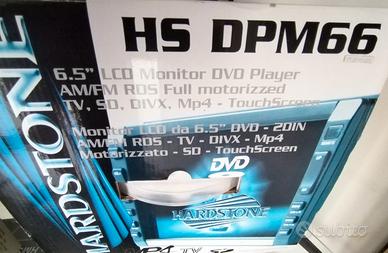 HS DPM66
6.5" LCD Monitor DVD Player
AM/FM RDS Full motorizzed
TV, SD, DIVX, Mp4 - TouchScreen
Monitor LCD da 6.5" DVD - 2DIN
AM/FM RDS - TV - DIVX - Mp4
Motorizzato - SD - TouchScreen
DVD
HARDSTONE
HARDSTONE
subito